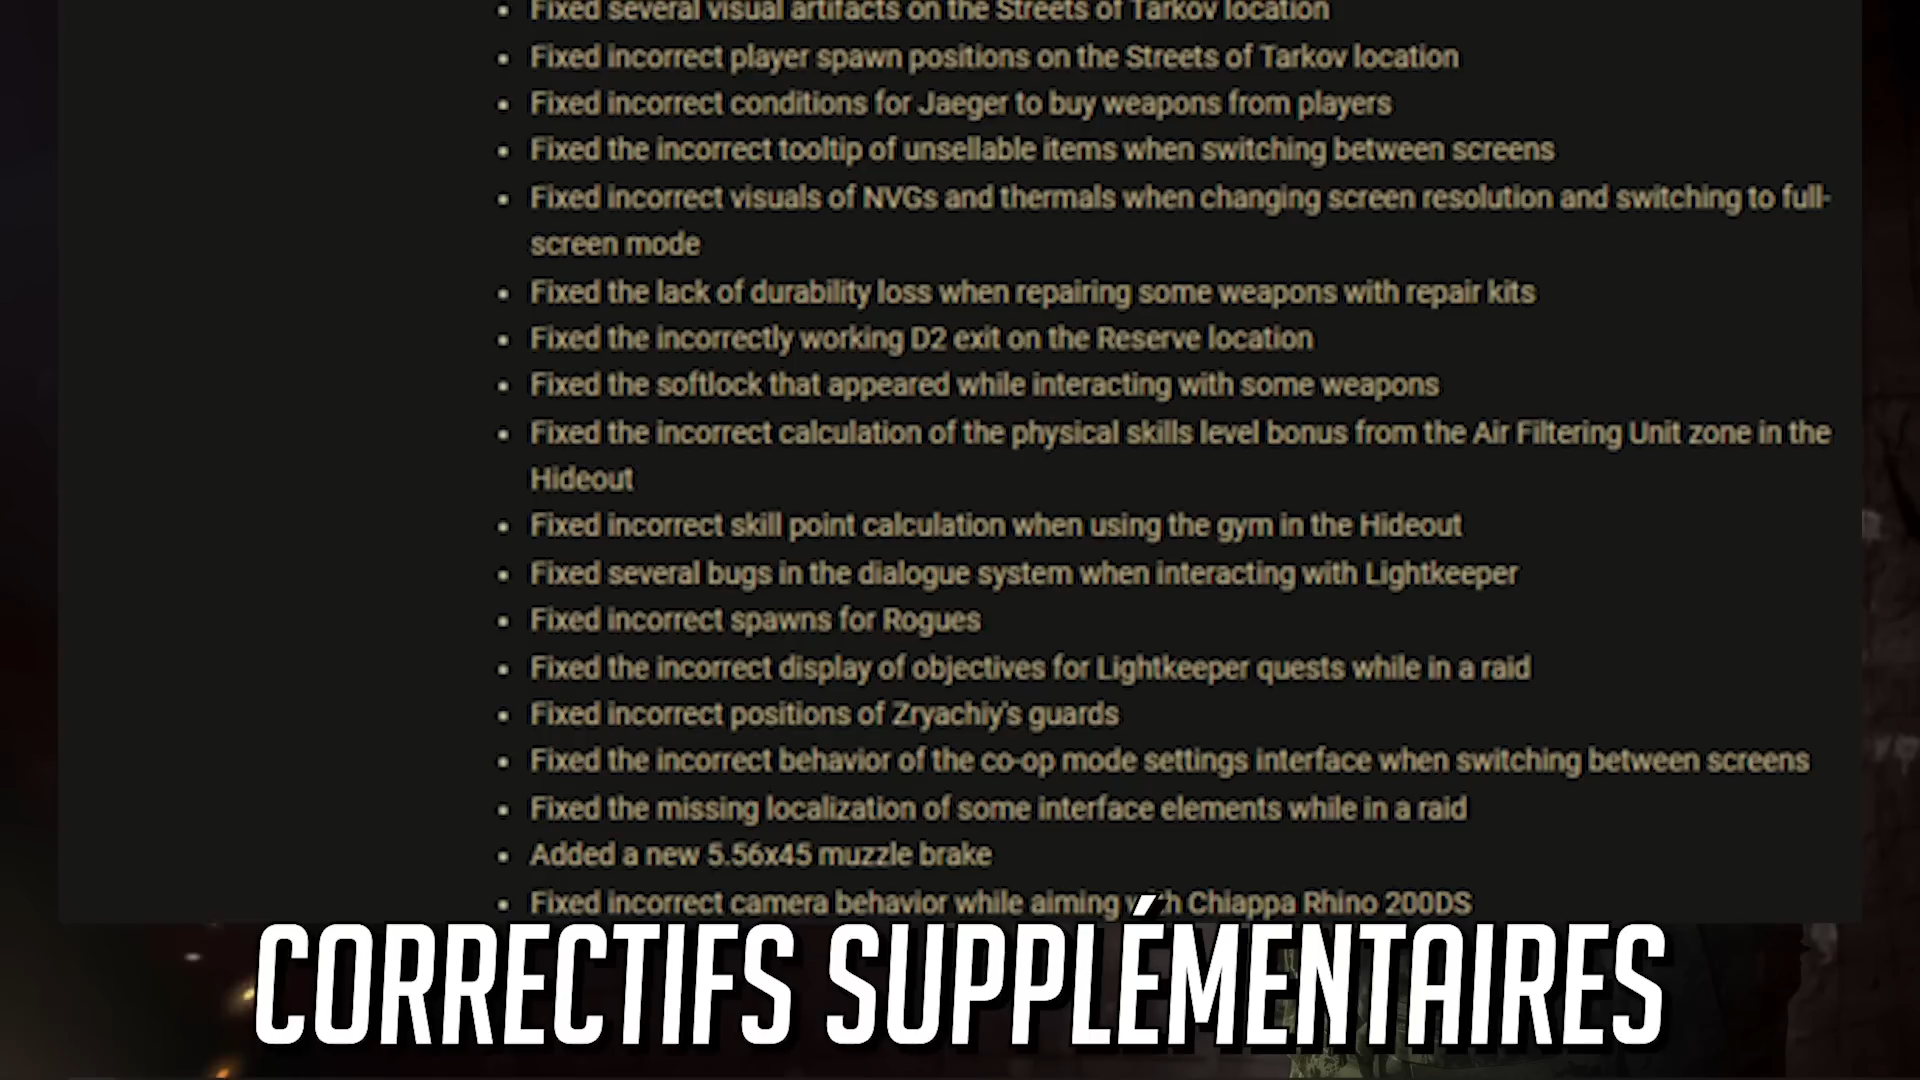 • Fixed several visual artifacts on the Streets of Tarkov location
• Fixed incorrect player spawn positions on the Streets of Tarkov location
• Fixed incorrect conditions for Jaeger to buy weapons from players
• Fixed the incorrect tooltip of unsellable items when switching between screens
• Fixed incorrect visuals of NVGs and thermals when changing screen resolution and switching to full-
screen mode
• Fixed the lack of durability loss when repairing some weapons with repair kits
• Fixed the incorrectly working D2 exit on the Reserve location
• Fixed the softlock that appeared while interacting with some weapons
• Fixed the incorrect calculation of the physical skills level bonus from the Air Filtering Unit zone in the
Hideout
• Fixed incorrect skill point calculation when using the gym in the Hideout
• Fixed several bugs in the dialogue system when interacting with Lightkeeper
• Fixed incorrect spawns for Rogues
• Fixed the incorrect display of objectives for Lightkeeper quests while in a raid
• Fixed incorrect positions of Zryachiy's guards
• Fixed the incorrect behavior of the co-op mode settings interface when switching between screens
• Fixed the missing localization of some interface elements while in a raid
• Added a new 5.56x45 muzzle brake
• Fixed incorrect camera behavior while aiming with Chiappa Rhino 200DS
CORRECTIFS SUPPLÉMENTAIRES